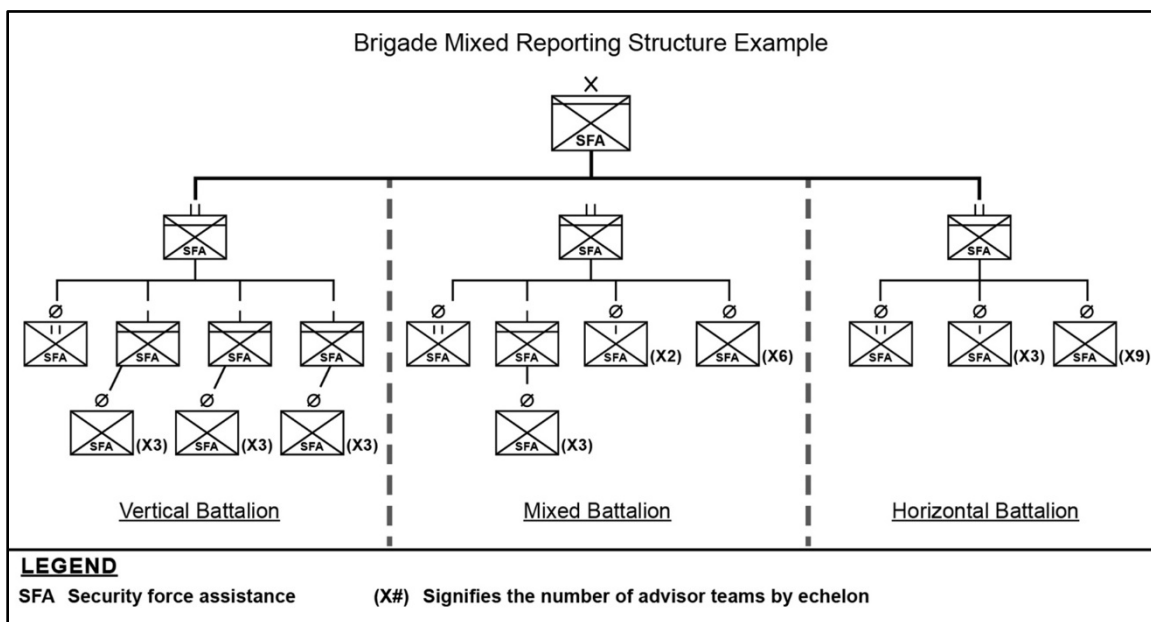 Brigade Mixed Reporting Structure Example
X
SFA
II II II
SFA SFA SFA
Ø I I I Ø I Ø Ø Ø Ø Ø
II II I II I
SFA SFA SFA SFA SFA SFA SFA (X2) SFA (X6) SFA SFA (X3) SFA (X9)
Ø Ø Ø Ø
SFA (X3) SFA (X3) SFA (X3) SFA (X3)
Vertical Battalion Mixed Battalion Horizontal Battalion
LEGEND
SFA Security force assistance (X#) Signifies the number of advisor teams by echelon